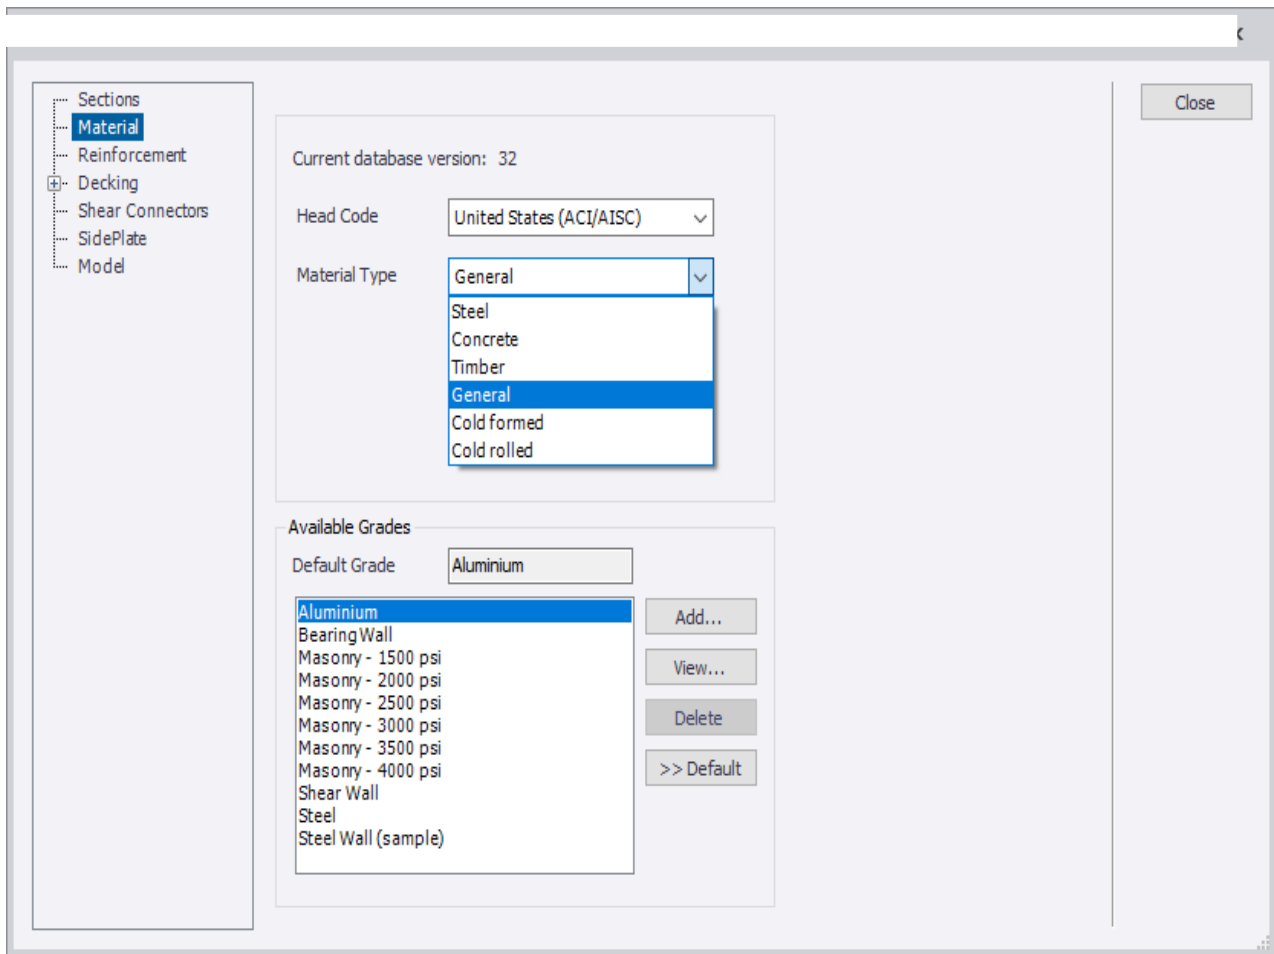 Sections
Material
Reinforcement
Decking
Shear Connectors
SidePlate
Model
Current database version: 32
Head Code United States (ACI/AISC)
Material Type General
Steel
Concrete
Timber
General
Cold formed
Cold rolled
Available Grades
Default Grade Aluminium
Aluminium
Bearing Wall
Masonry - 1500 psi
Masonry - 2000 psi
Masonry - 2500 psi
Masonry - 3000 psi
Masonry - 3500 psi
Masonry - 4000 psi
Shear Wall
Steel
Steel Wall (sample)
Add...
View...
Delete
>> Default
Close